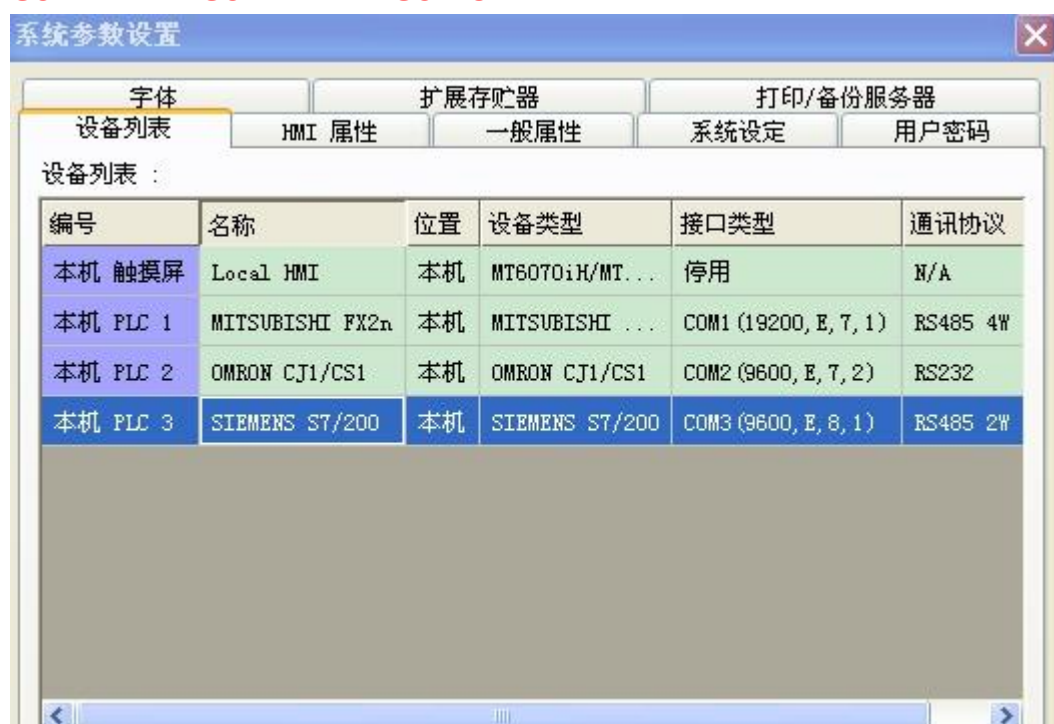 系统参数设置
字体 扩展存贮器 打印/备份服务器
设备列表 HMI 属性 一般属性 系统设定 用户密码
设备列表 :
编号 名称 位置 设备类型 接口类型 通讯协议
本机 触摸屏 Local HMI 本机 MT6070iH/MT... 停用 N/A
本机 PLC 1 MITSUBISHI FX2n 本机 MITSUBISHI ... COM1(19200,E,7,1) RS485 4W
本机 PLC 2 OMRON CJ1/CS1 本机 OMRON CJ1/CS1 COM2(9600,E,7,2) RS232
本机 PLC 3 SIEMENS S7/200 本机 SIEMENS S7/200 COM3(9600,E,8,1) RS485 2W